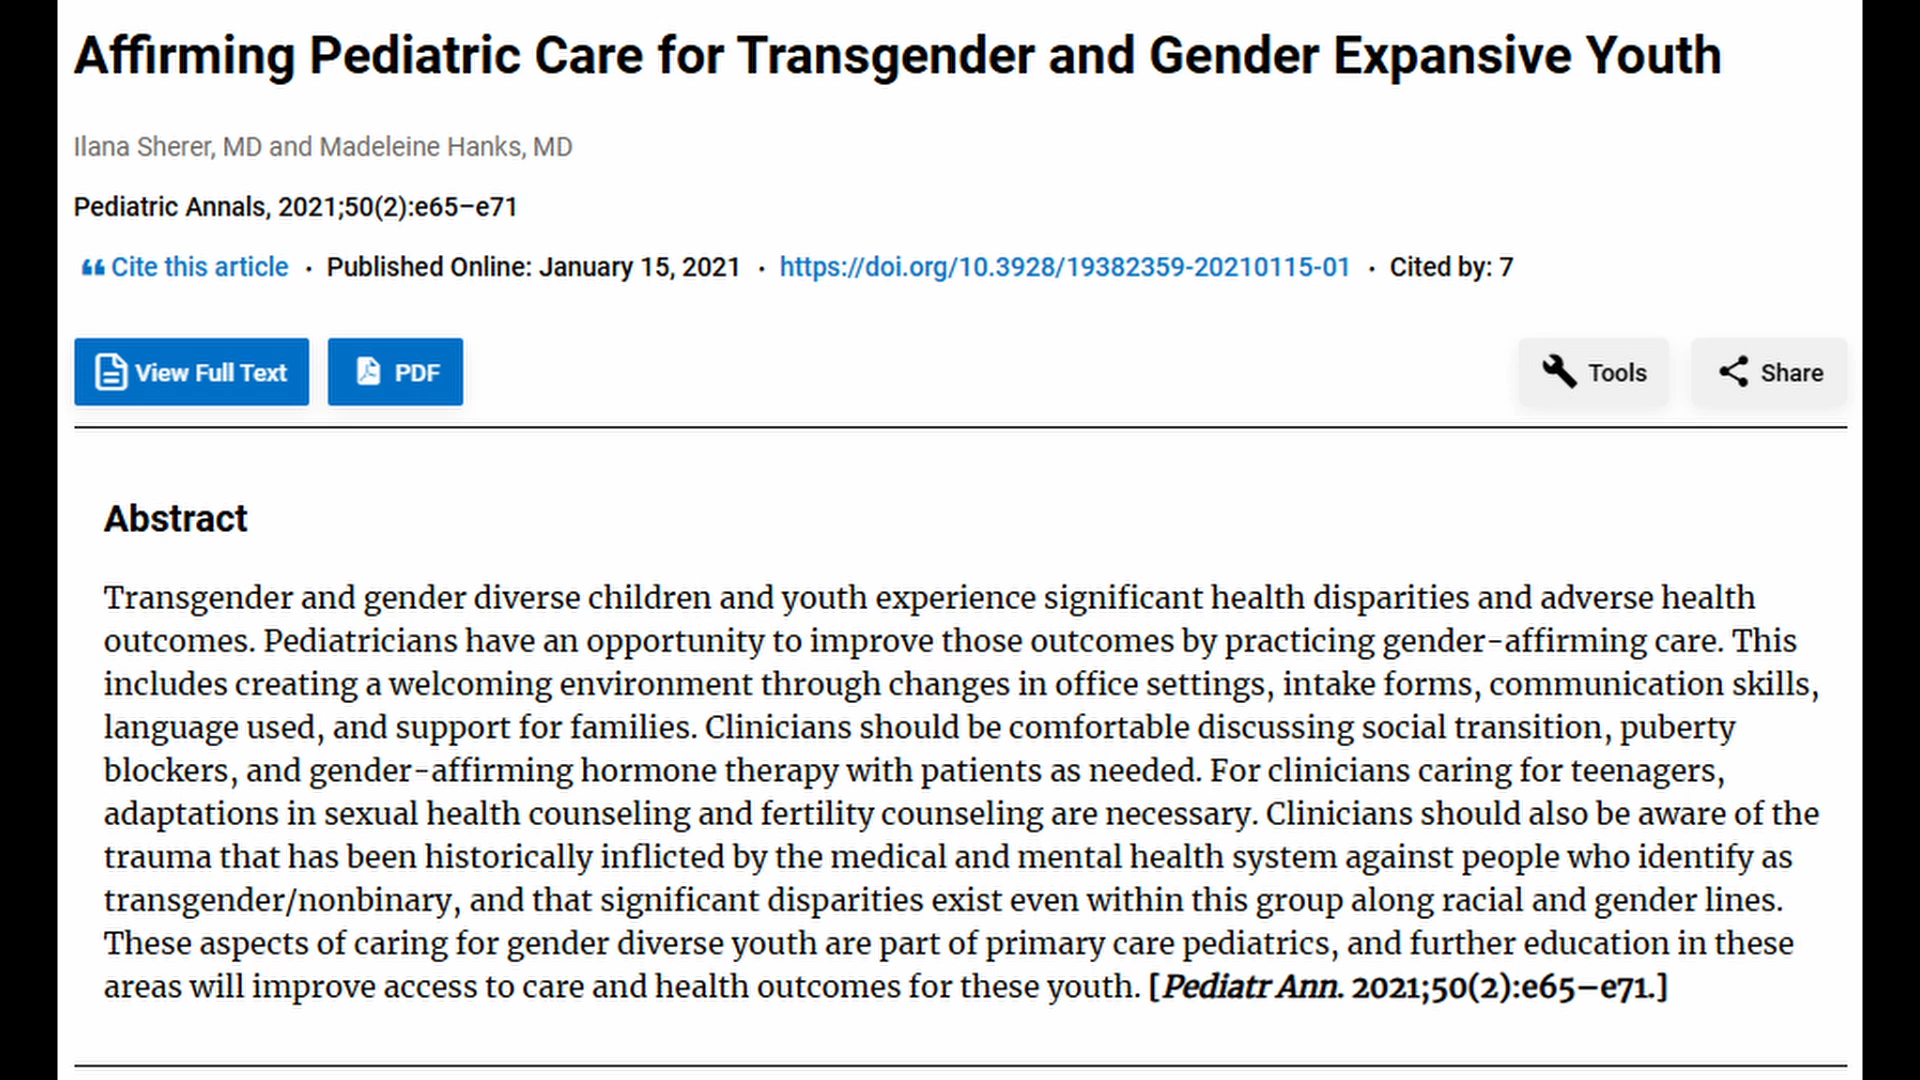 Affirming Pediatric Care for Transgender and Gender Expansive Youth
Ilana Sherer, MD and Madeleine Hanks, MD
Pediatric Annals, 2021;50(2):e65–e71
Cite this article · Published Online: January 15, 2021 · https://doi.org/10.3928/19382359-20210115-01 · Cited by: 7
View Full Text PDF Tools Share
Abstract
Transgender and gender diverse children and youth experience significant health disparities and adverse health
outcomes. Pediatricians have an opportunity to improve those outcomes by practicing gender-affirming care. This
includes creating a welcoming environment through changes in office settings, intake forms, communication skills,
language used, and support for families. Clinicians should be comfortable discussing social transition, puberty
blockers, and gender-affirming hormone therapy with patients as needed. For clinicians caring for teenagers,
adaptations in sexual health counseling and fertility counseling are necessary. Clinicians should also be aware of the
trauma that has been historically inflicted by the medical and mental health system against people who identify as
transgender/nonbinary, and that significant disparities exist even within this group along racial and gender lines.
These aspects of caring for gender diverse youth are part of primary care pediatrics, and further education in these
areas will improve access to care and health outcomes for these youth. [Pediatr Ann. 2021;50(2):e65–e71.]